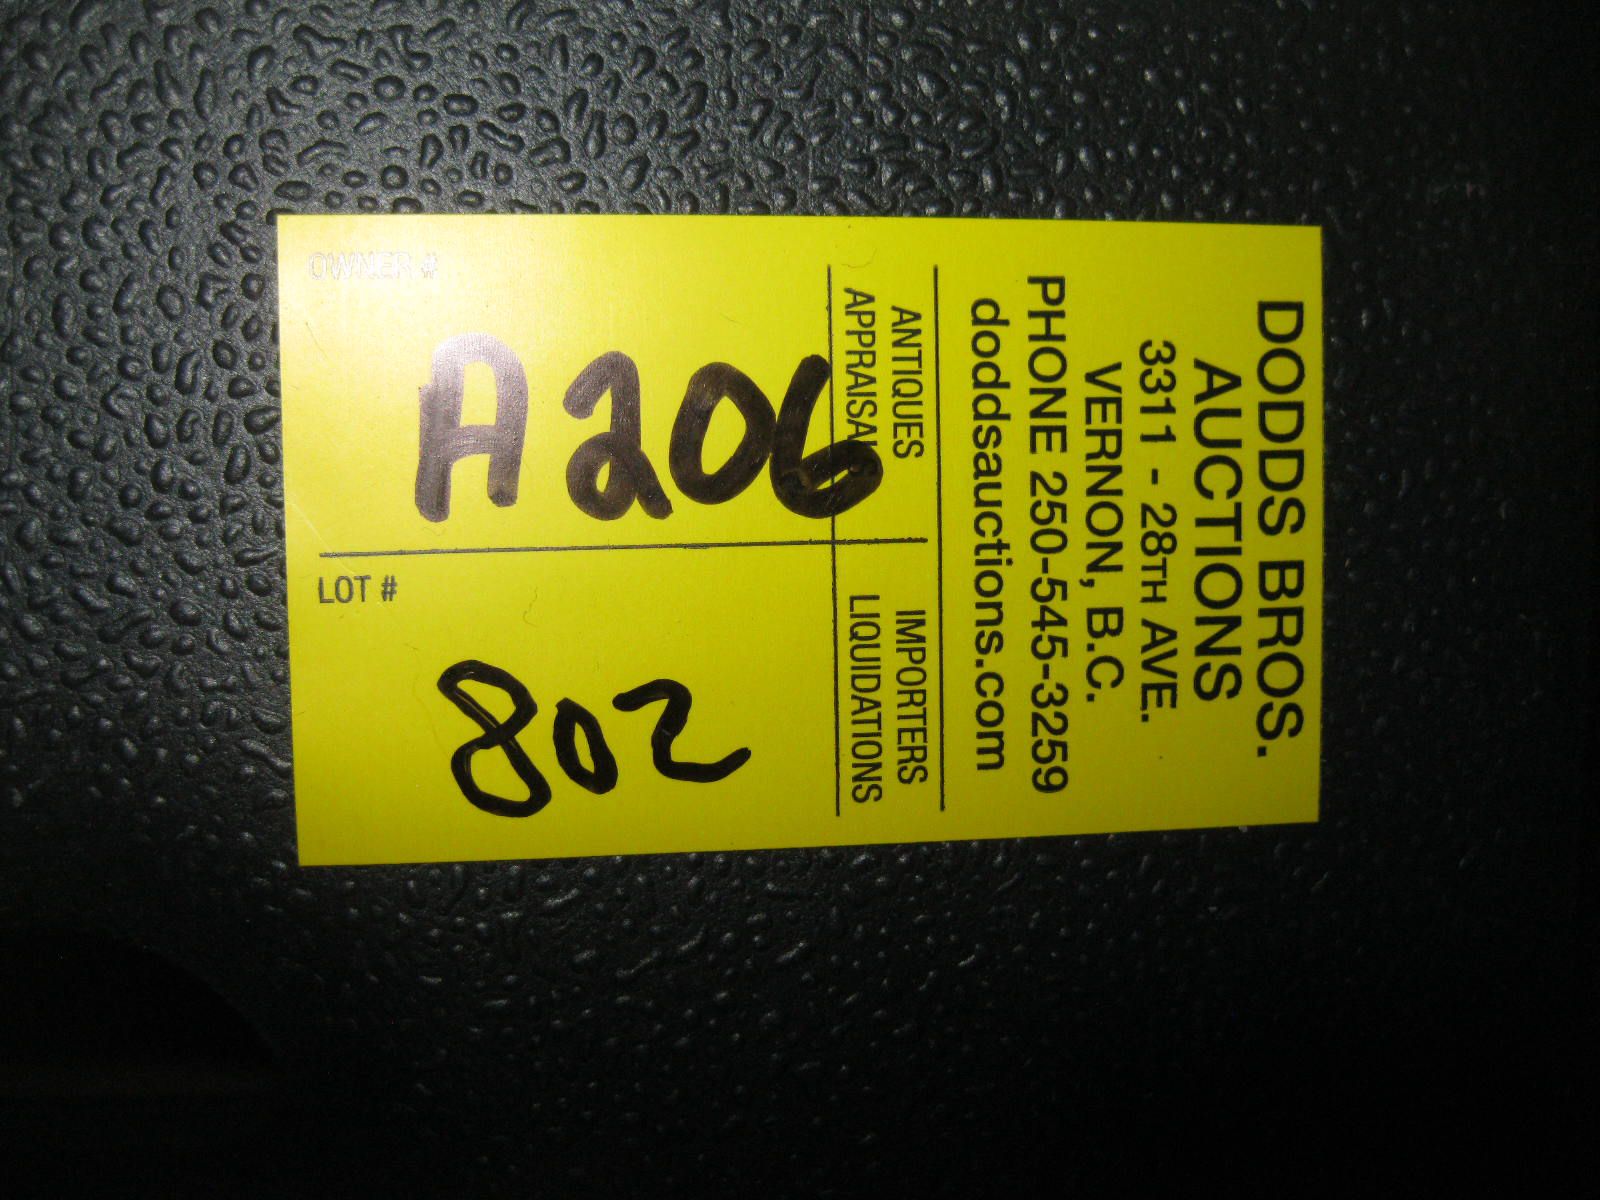 DODDS BROS.
AUCTIONS
3311 - 28TH AVE.
VERNON, B.C.
PHONE 250-545-3259
doddsauctions.com
ANTIQUES
APPRAISALS
IMPORTERS
LIQUIDATIONS
OWNER #
A206
LOT #
802